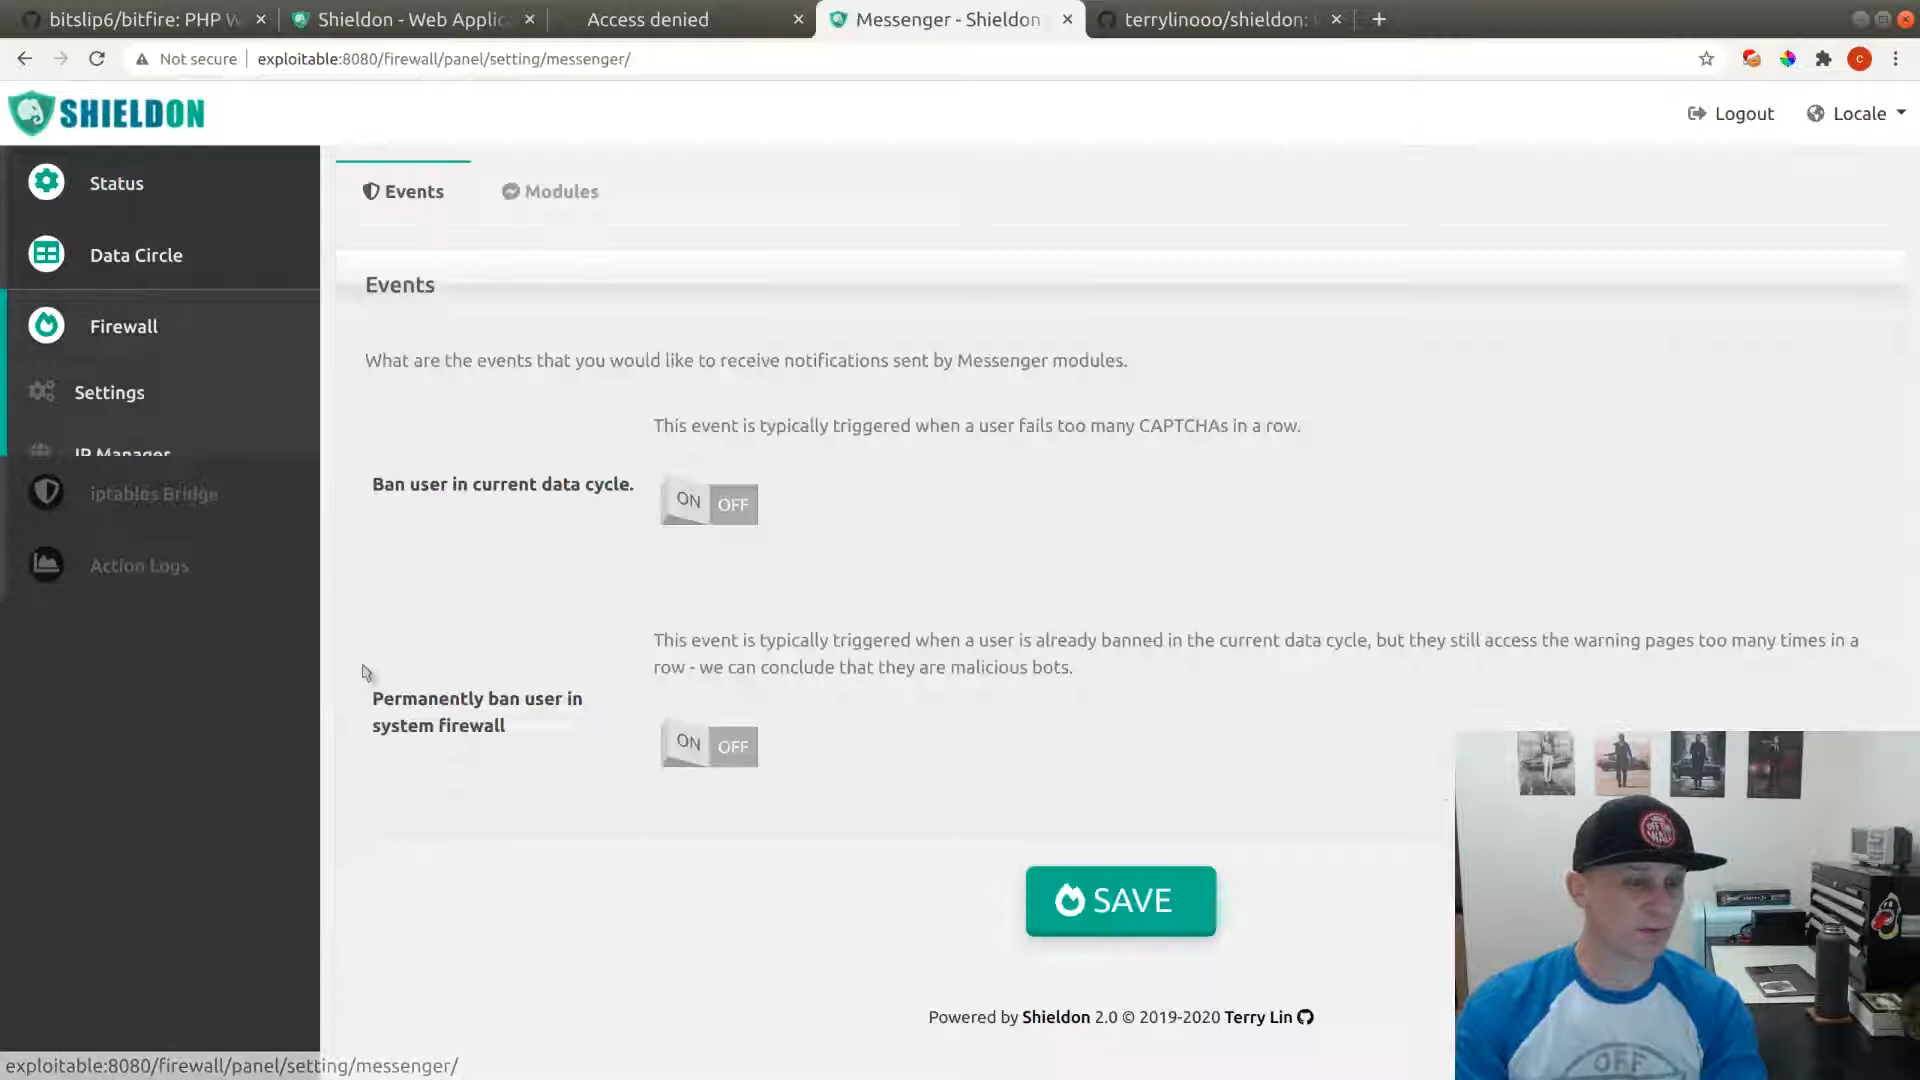 bitslip6/bitfire: PHP W
Shieldon - Web Applic
Access denied
Messenger - Shieldon
terrylinooo/shieldon:
Not secure
exploitable:8080/firewall/panel/setting/messenger/
C
SHIELDON
Logout
Locale
Status
Data Circle
Firewall
Settings
IP Manager
iptables Bridge
Action Logs
Events
Modules
Events
What are the events that you would like to receive notifications sent by Messenger modules.
This event is typically triggered when a user fails too many CAPTCHAs in a row.
Ban user in current data cycle.
ON OFF
This event is typically triggered when a user is already banned in the current data cycle, but they still access the warning pages too many times in a
row - we can conclude that they are malicious bots.
Permanently ban user in
system firewall
ON OFF
SAVE
Powered by Shieldon 2.0 © 2019-2020 Terry Lin
exploitable:8080/firewall/panel/setting/messenger/
OFF